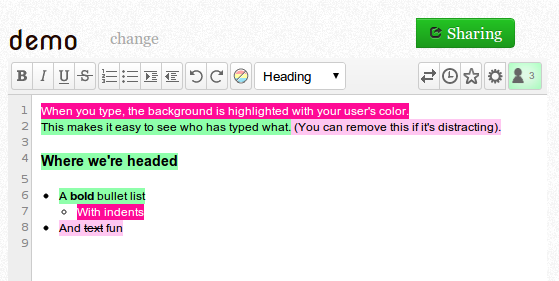 demo change Sharing
B I U S Heading 3
1 When you type, the background is highlighted with your user's color.
2 This makes it easy to see who has typed what. (You can remove this if it's distracting).
3
4 Where we're headed
5
6 A bold bullet list
7 With indents
8 And text fun
9